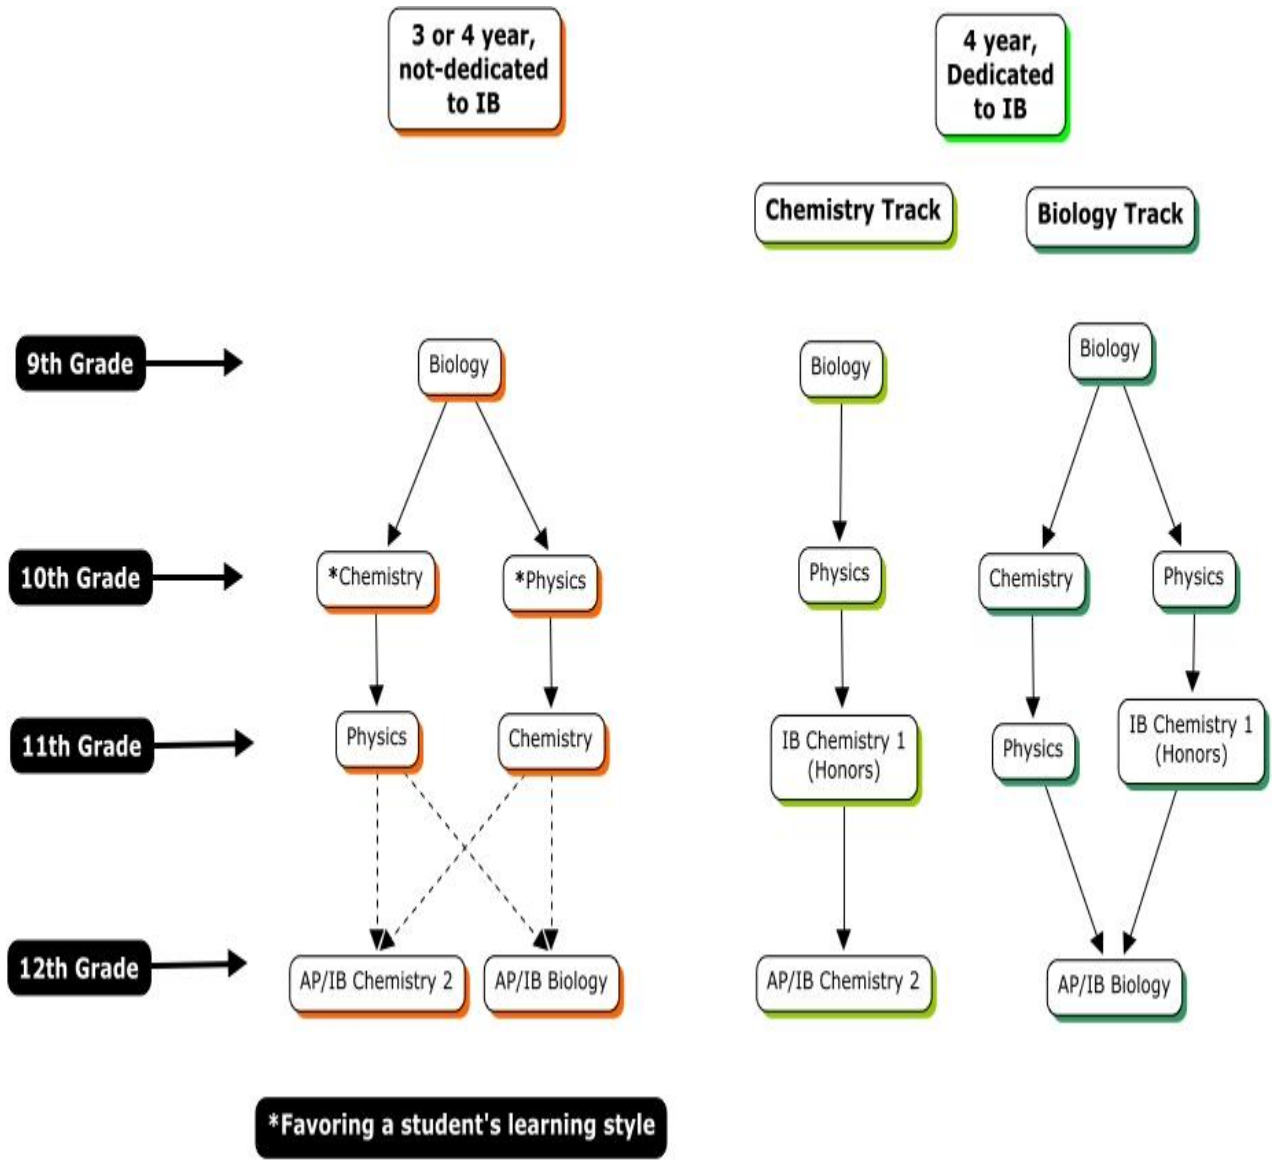 3 or 4 year,
not-dedicated
to IB
4 year,
Dedicated
to IB
Chemistry Track
Biology Track
9th Grade
Biology
Biology
Biology
10th Grade
*Chemistry
*Physics
Physics
Chemistry
Physics
11th Grade
Physics
Chemistry
IB Chemistry 1
(Honors)
Physics
IB Chemistry 1
(Honors)
12th Grade
AP/IB Chemistry 2
AP/IB Biology
AP/IB Chemistry 2
AP/IB Biology
*Favoring a student's learning style